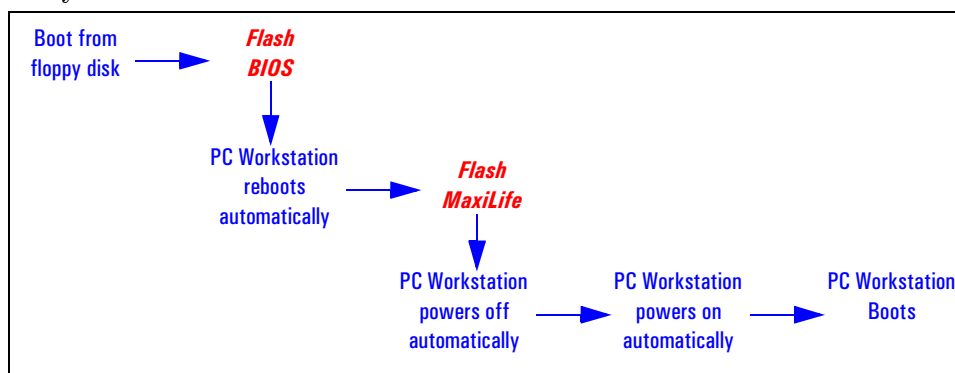 Boot from
floppy disk
Flash
BIOS
PC Workstation
reboots
automatically
Flash
MaxiLife
PC Workstation
powers off
automatically
PC Workstation
powers on
automatically
PC Workstation
Boots